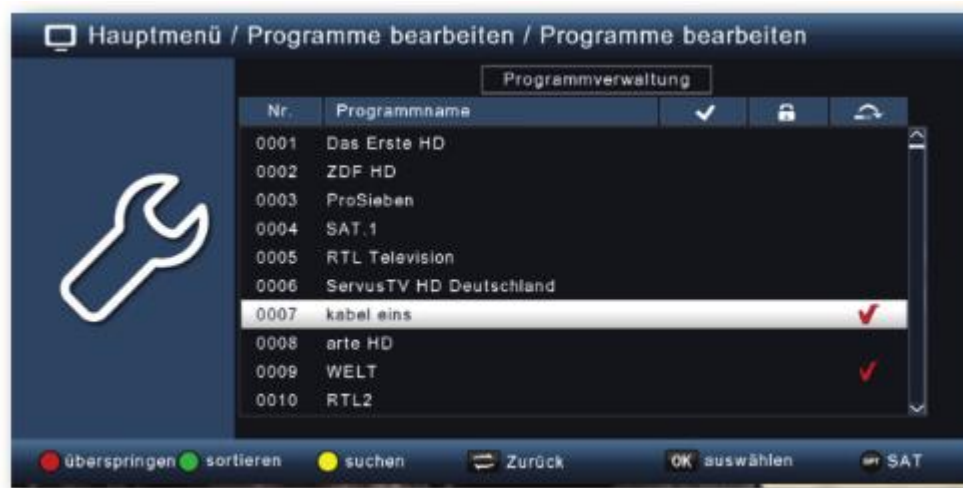 Hauptmenü / Programme bearbeiten / Programme bearbeiten
Programmverwaltung
Nr. Programmname
0001 Das Erste HD
0002 ZDF HD
0003 ProSieben
0004 SAT.1
0005 RTL Television
0006 ServusTV HD Deutschland
0007 kabel eins
0008 arte HD
0009 WELT
0010 RTL2
überspringen sortieren suchen Zurück OK auswählen OPT SAT